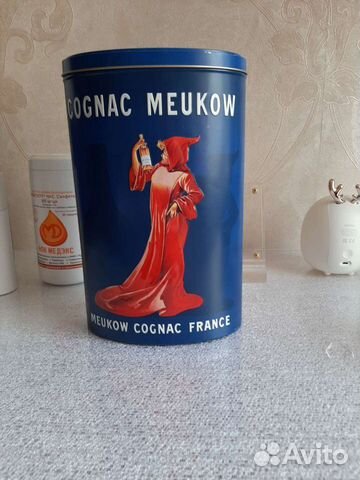 COGNAC MEUKOW
MEUKOW COGNAC FRANCE
МЕДЭКС
Avito